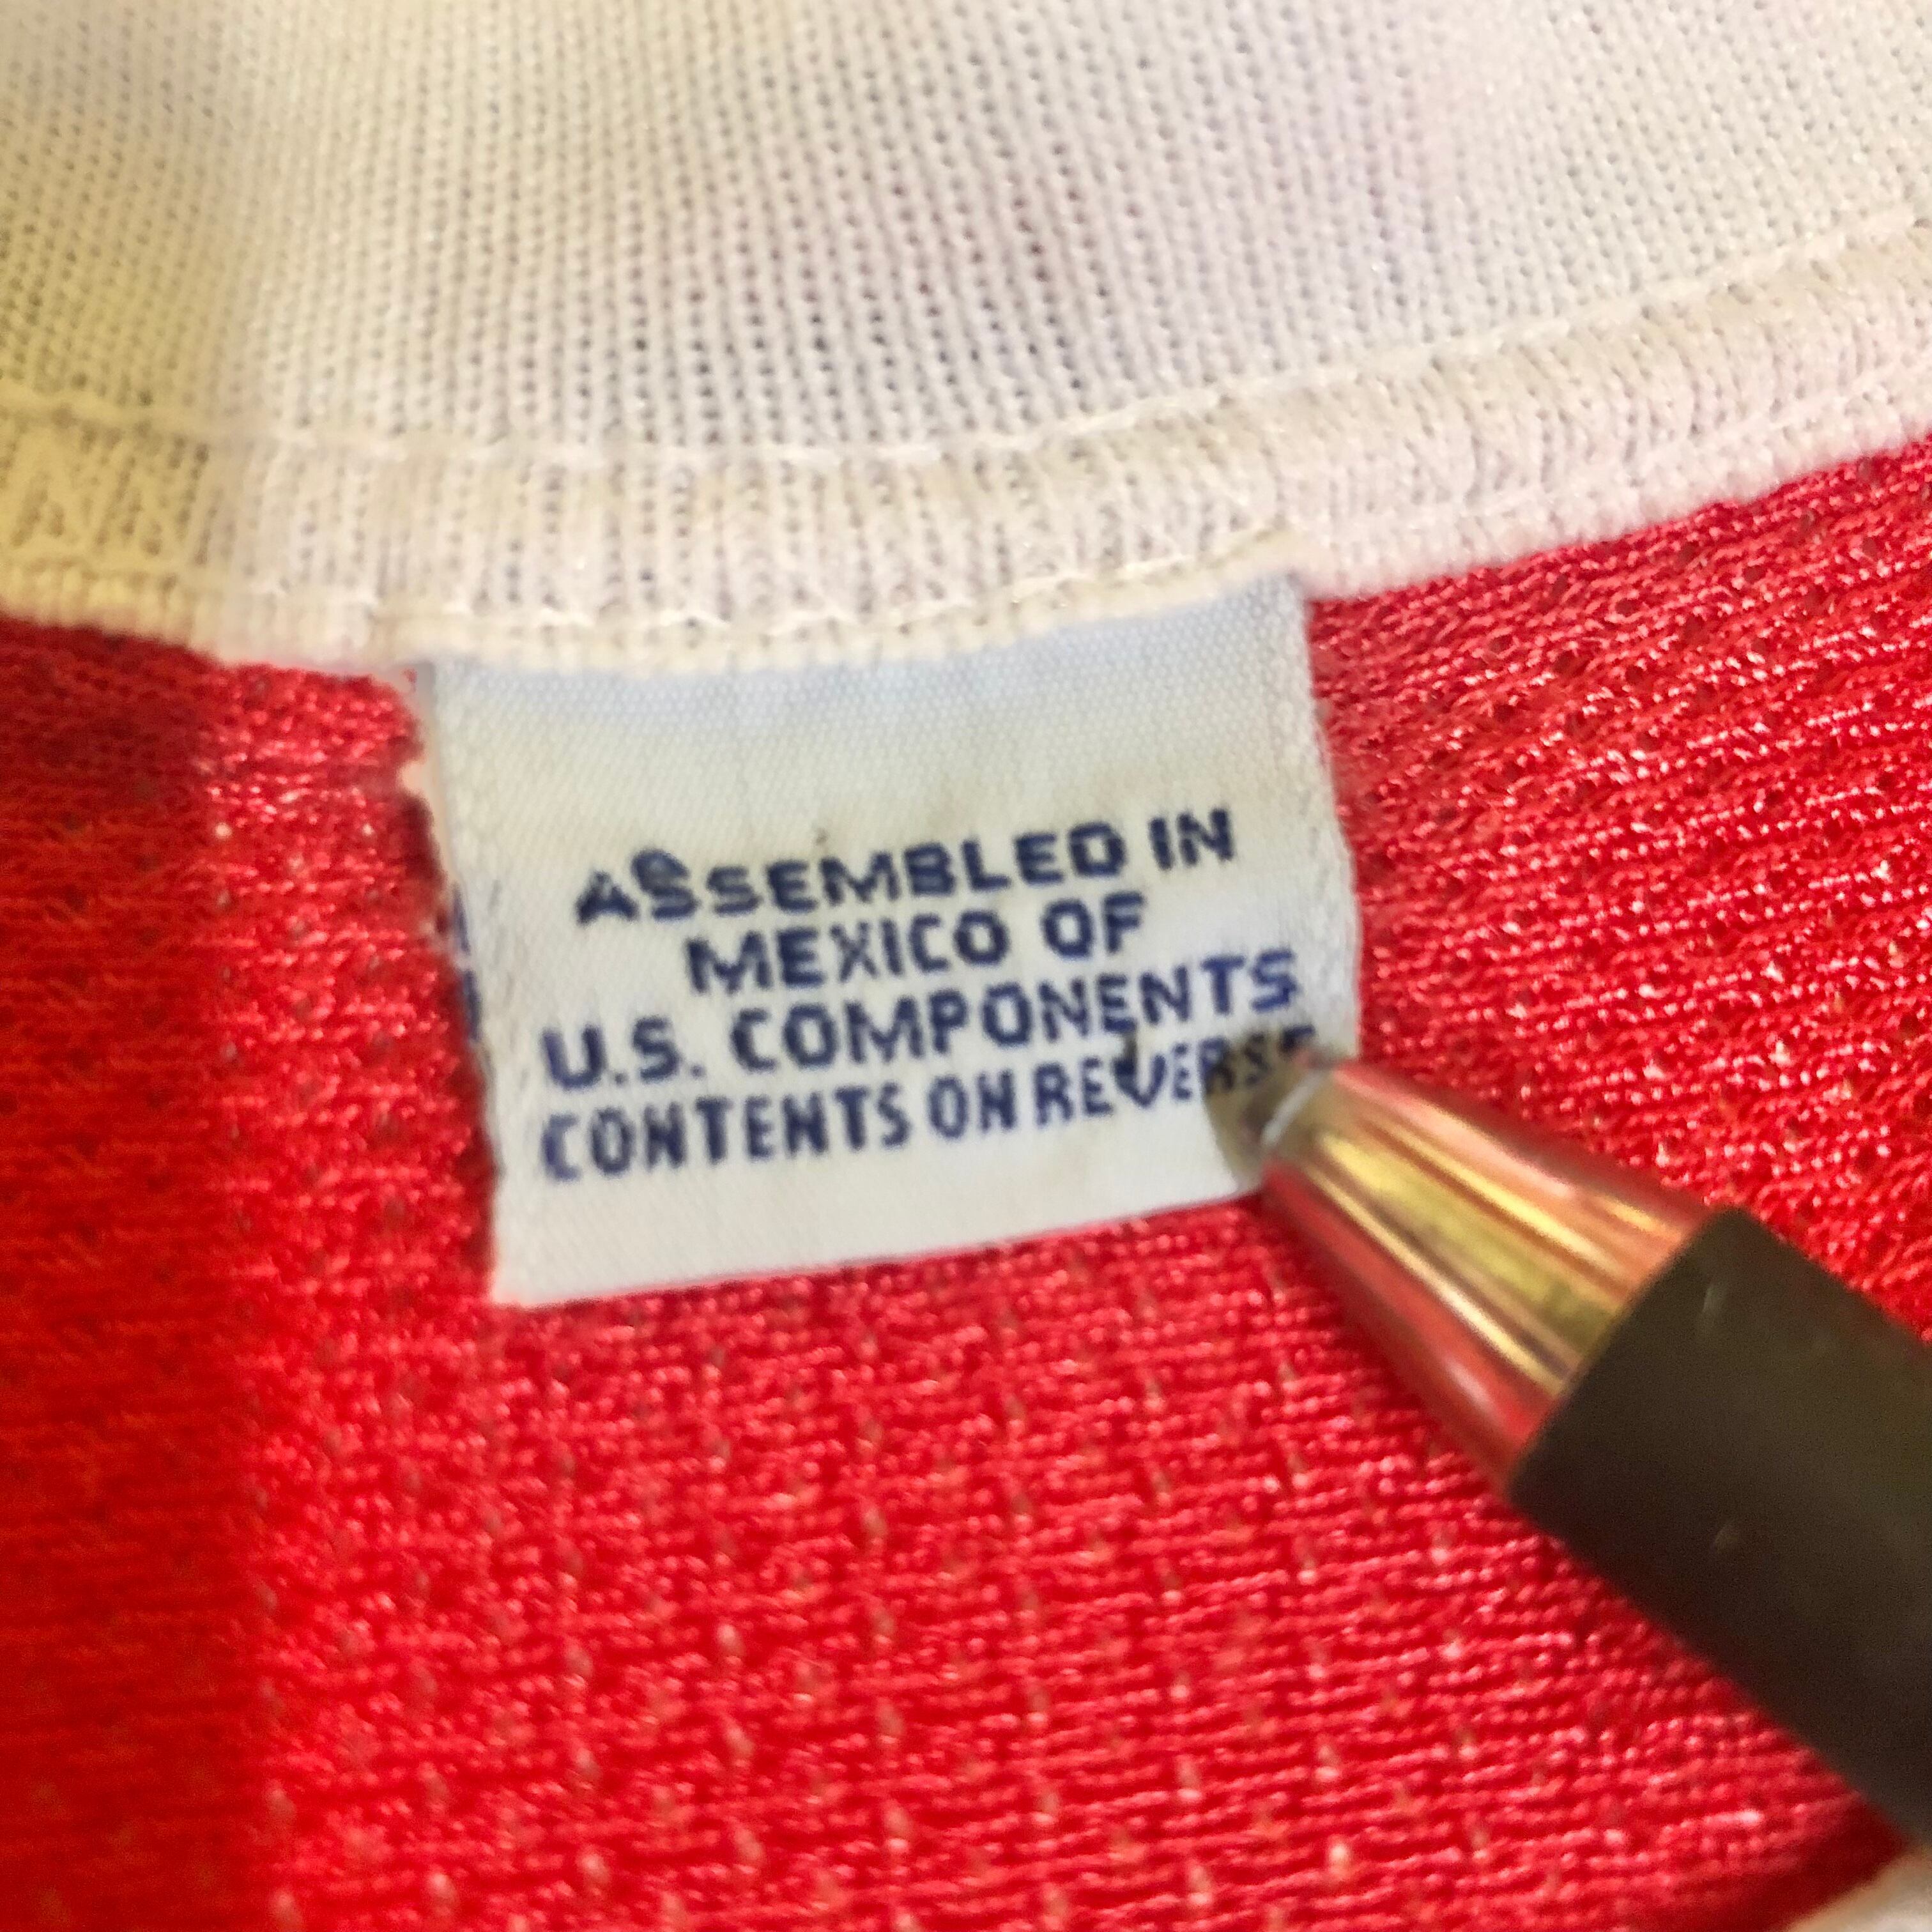 ASSEMBLED IN
MEXICO OF
U.S. COMPONENTS
CONTENTS ON REVERSE